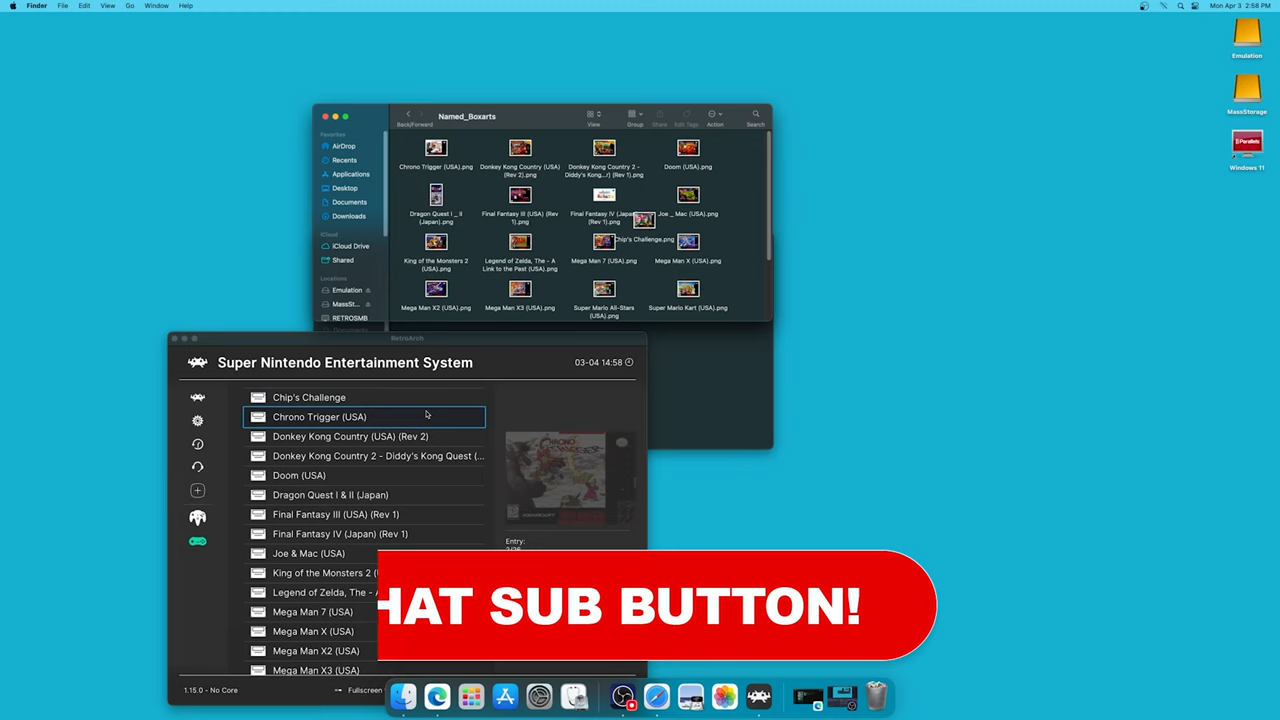 Finder File Edit View Go Window Help
Mon Apr 3 2:58 PM
Emulation
MassStorage
Parallels
Windows 11
Named_Boxarts
Back/Forward View Group Share Edit Tags Action Search
Favorites
AirDrop
Recents
Applications
Desktop
Documents
Downloads
iCloud
iCloud Drive
Shared
Locations
Emulation
MassSt...
RETROSMB
Chrono Trigger (USA).png
Donkey Kong Country (USA) (Rev 2).png
Donkey Kong Country 2 - Diddy's Kong...r) (Rev 1).png
Doom (USA).png
Dragon Quest I _ II (Japan).png
Final Fantasy III (USA) (Rev 1).png
Final Fantasy IV (Japa
Rev 1).png
Joe _ Mac (USA).png
Chip's Challenge.png
King of the Monsters 2 (USA).png
Legend of Zelda, The - A Link to the Past (USA).png
Mega Man 7 (USA).png
Mega Man X (USA).png
Mega Man X2 (USA).png
Mega Man X3 (USA).png
Super Mario All-Stars (USA).png
Super Mario Kart (USA).png
RetroArch
Super Nintendo Entertainment System
03-04 14:58
Chip's Challenge
Chrono Trigger (USA)
Donkey Kong Country (USA) (Rev 2)
Donkey Kong Country 2 - Diddy's Kong Quest (...
Doom (USA)
Dragon Quest I & II (Japan)
Final Fantasy III (USA) (Rev 1)
Final Fantasy IV (Japan) (Rev 1)
Joe & Mac (USA)
King of the Monsters 2 (U
Legend of Zelda, The - A
Mega Man 7 (USA)
Mega Man X (USA)
Mega Man X2 (USA)
Mega Man X3 (USA)
CHRONO TRIGGER
Entry:
HAT SUB BUTTON!
1.15.0 - No Core
Fullscreen